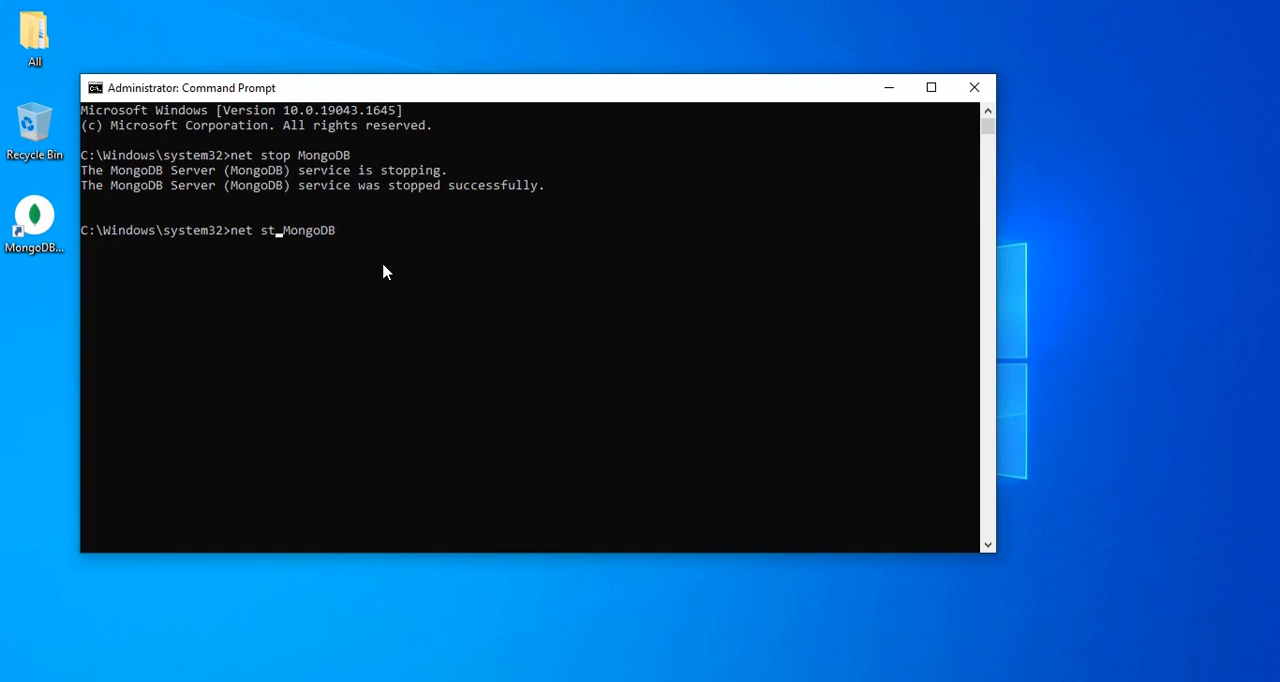 All
Recycle Bin
MongoDB...
Administrator: Command Prompt
Microsoft Windows [Version 10.0.19043.1645]
(c) Microsoft Corporation. All rights reserved.
C:\Windows\system32>net stop MongoDB
The MongoDB Server (MongoDB) service is stopping.
The MongoDB Server (MongoDB) service was stopped successfully.
C:\Windows\system32>net st MongoDB